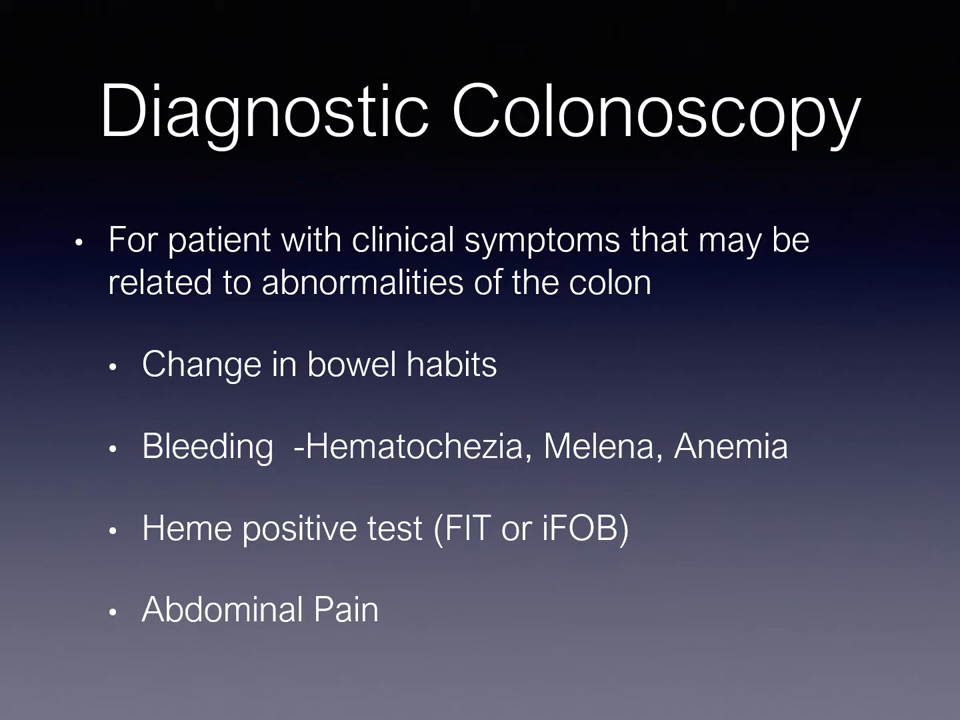 Diagnostic Colonoscopy
• For patient with clinical symptoms that may be
related to abnormalities of the colon
• Change in bowel habits
• Bleeding  -Hematochezia, Melena, Anemia
• Heme positive test (FIT or iFOB)
• Abdominal Pain